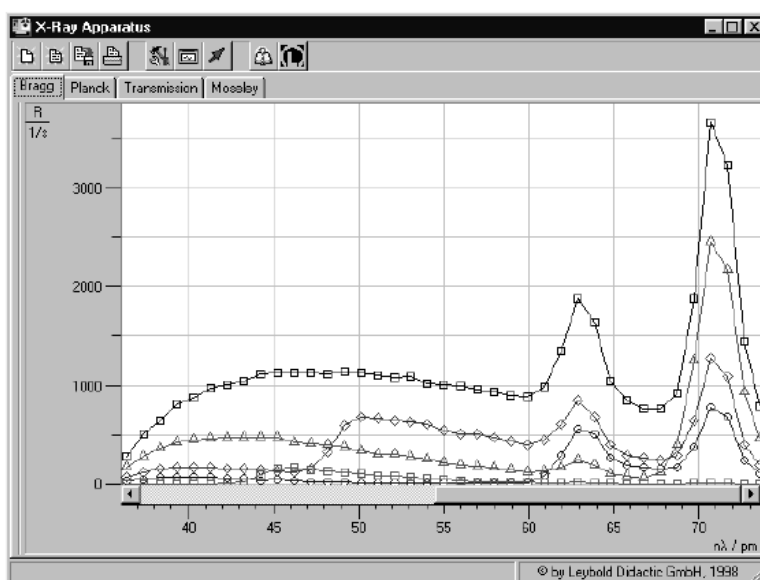 X-Ray Apparatus
Bragg Planck Transmission Moseley
R
1/s
3000
2000
1000
0
40 45 50 55 60 65 70
nλ / pm
© by Leybold Didactic GmbH, 1998